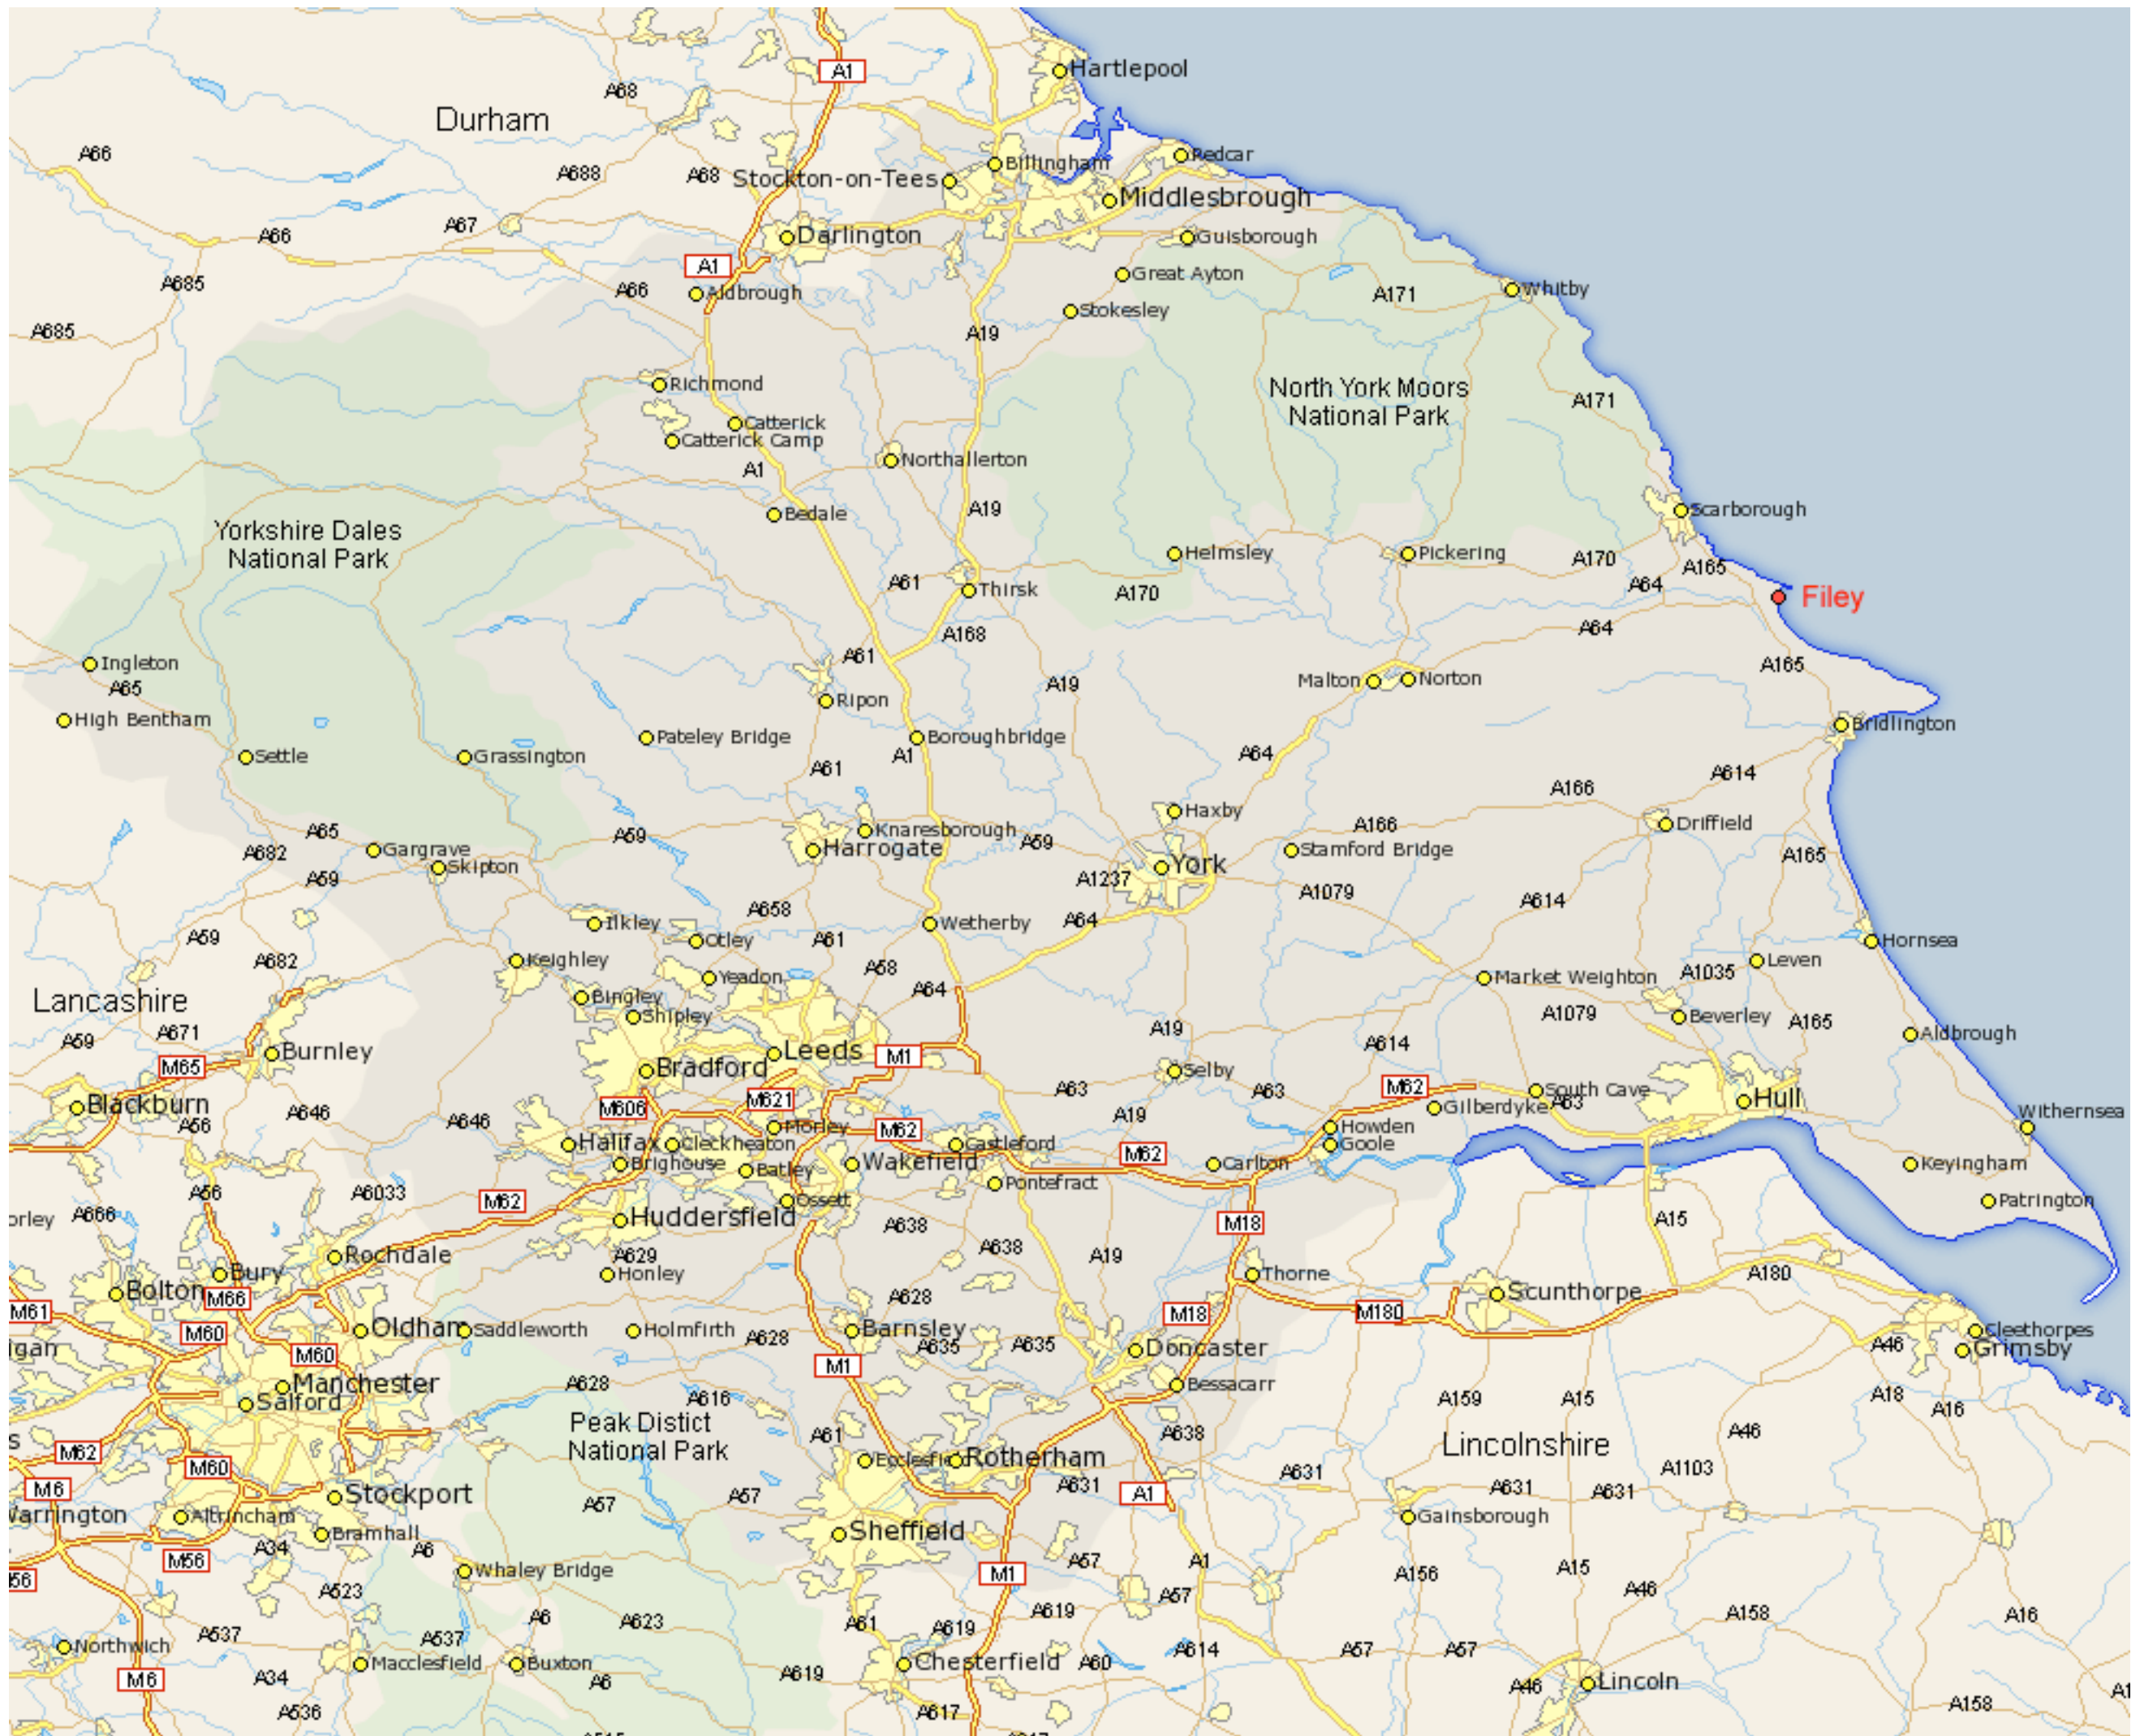 Hartlepool
A1
A68
Durham
A66
Billingham
Redcar
A688
A68
Stockton-on-Tees
Middlesbrough
A67
A66
Darlington
Guisborough
A1
Great Ayton
A685
A66
Aldbrough
A171
Whitby
Stokesley
A685
A19
Richmond
North York Moors
National Park
A171
Catterick
Catterick Camp
A1
Northallerton
A19
Bedale
Scarborough
Yorkshire Dales
National Park
Helmsley
Pickering
A170
A165
A61
Thirsk
A170
A64
Filey
A168
A64
A61
Ingleton
A65
A19
A165
Malton
Norton
Ripon
High Bentham
Bridlington
Pateley Bridge
Boroughbridge
Settle
Grassington
A1
A64
A61
A614
A166
Haxby
A65
A59
Knaresborough
A59
A166
Driffield
Gargrave
A682
Harrogate
Stamford Bridge
A165
Skipton
York
A59
A1237
A1079
A658
A614
Ilkley
Wetherby
A64
A59
Otley
A61
Hornsea
A682
Keighley
A58
Leven
Yeadon
Market Weighton
A1035
A64
Lancashire
Bingley
Shipley
A1079
Beverley
A165
A671
A19
Aldbrough
A59
Burnley
Leeds
M1
A614
M65
Bradford
Selby
A63
A63
M62
South Cave
A63
Blackburn
A646
M606
M621
Gilberdyke
Hull
A56
A646
Morley
M62
A19
Howden
Withernsea
Halifax
Cleckheaton
Castleford
Goole
Brighouse
Batley
Wakefield
M62
Carlton
Keyingham
A56
A6033
M62
Ossett
Pontefract
Patrington
orley
A666
Huddersfield
A638
M18
A15
A638
Rochdale
A629
A19
Bury
Honley
Thorne
A180
Bolton
M66
A628
Scunthorpe
M61
M18
M180
M60
Oldham
Saddleworth
Holmfirth
A628
Barnsley
Cleethorpes
igan
M60
A635
A635
Doncaster
A46
Grimsby
M1
Manchester
A628
Bessacarr
Salford
A616
A159
A15
A18
A16
Peak Distict
National Park
A61
A638
A46
s
M62
Lincolnshire
M60
Ecclesfield
Rotherham
A631
A1103
M6
Stockport
A57
A57
A631
A1
A631
A631
Warrington
Altrincham
Gainsborough
Bramhall
Sheffield
A34
A6
M56
A57
A1
M1
Whaley Bridge
A156
A15
56
A523
A57
A46
A6
A623
A61
A619
A619
A158
A16
Northwich
A537
A537
A614
A57
A57
M6
A34
Macclesfield
Buxton
A619
Chesterfield
A60
A6
A46
Lincoln
A536
A617
A158